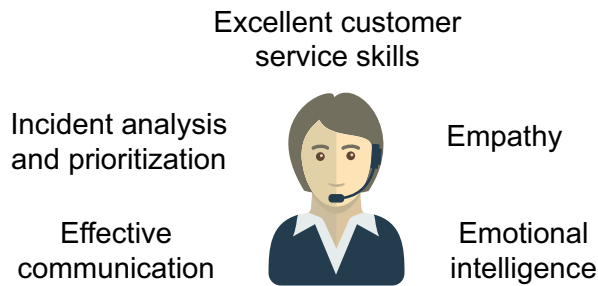 Excellent customer
service skills
Incident analysis
and prioritization
Empathy
Effective
communication
Emotional
intelligence